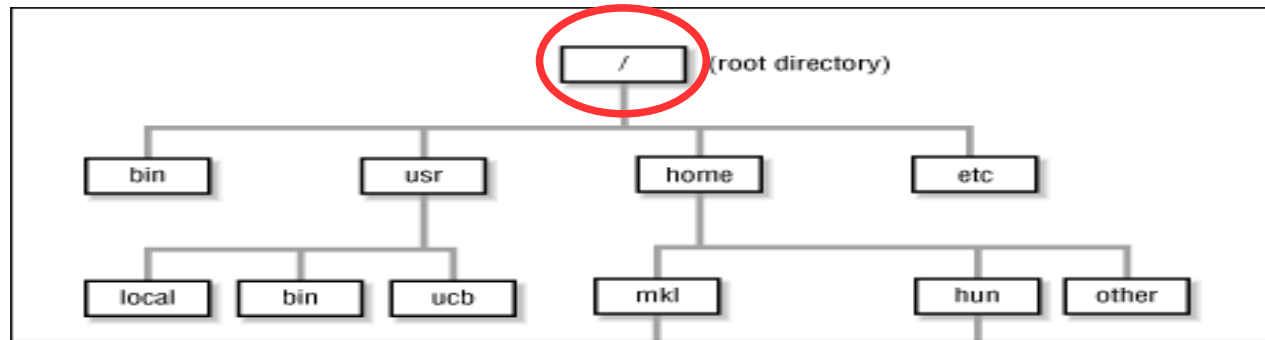 / (root directory)
bin usr home etc
local bin ucb mkl hun other